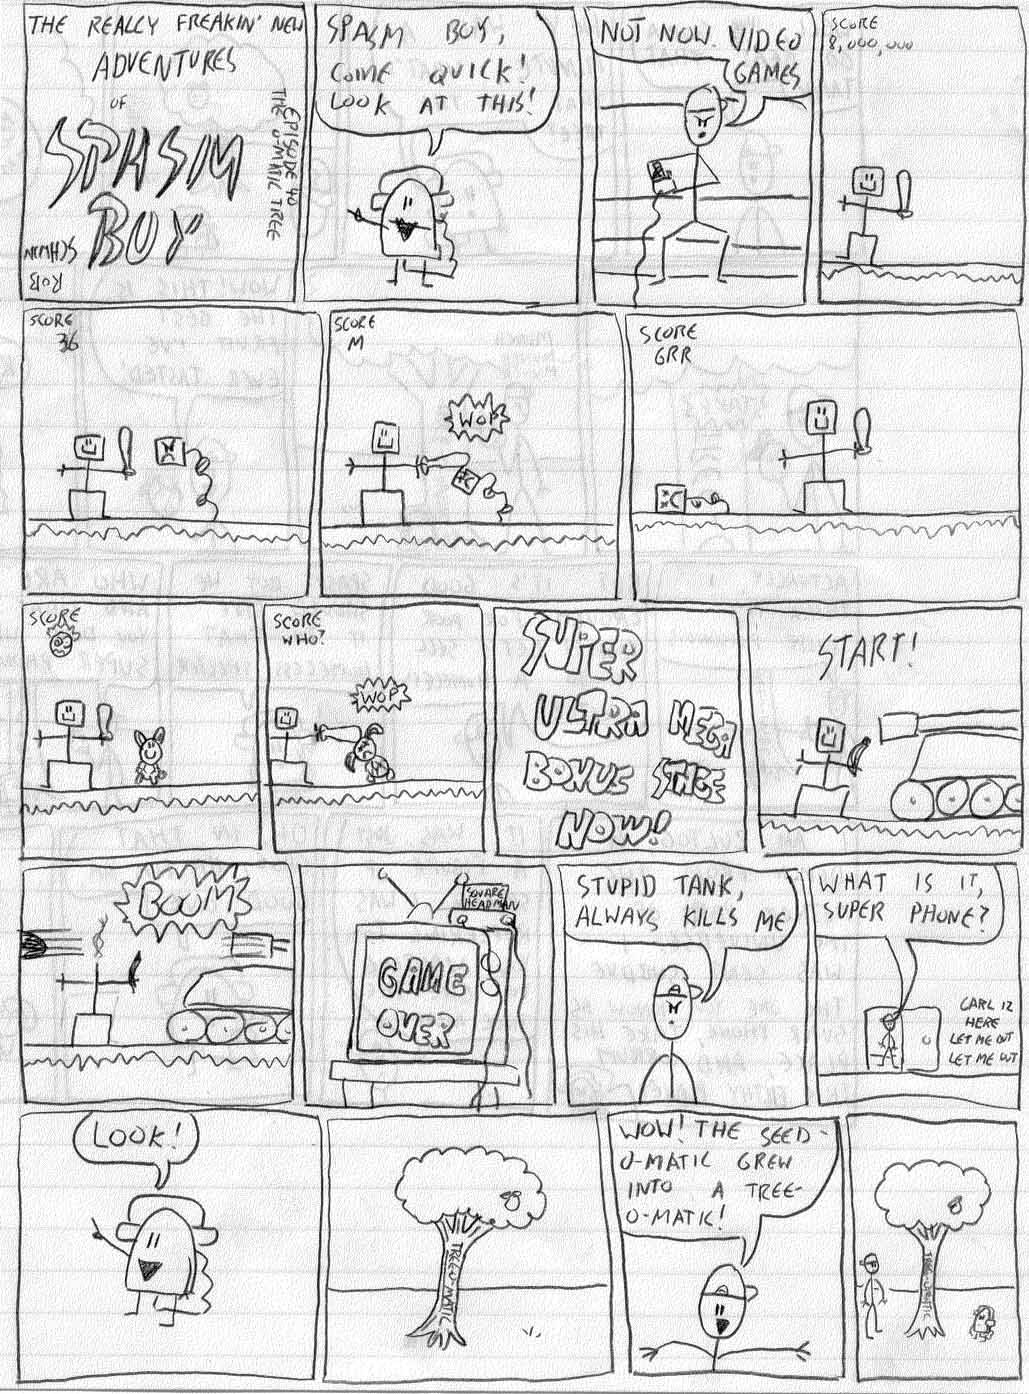 THE REALLY FREAKIN' NEW
ADVENTURES
OF
SPASM
BOY
EPISODE 40
THE O-MATIC TREE
ROB
SCHWIN
SPASM BOY,
COME QUICK!
LOOK AT THIS!
NOT NOW. VIDEO
GAMES
SCORE
8,000,000
SCORE
36
SCORE
M
WOP
SCORE
GRR
SCORE
SCORE
WHO?
WOP
SUPER
ULTRA MEGA
BONUS STAGE
NOW!
START!
BOOM
SQUARE
HEAD MAN
GAME
OVER
STUPID TANK,
ALWAYS KILLS ME
WHAT IS IT,
SUPER PHONE?
CARL IZ
HERE
LET ME OUT
LET ME OUT
LOOK!
TREE-O-MATIC
WOW! THE SEED-
O-MATIC GREW
INTO A TREE-
O-MATIC!
TREE-O-MATIC